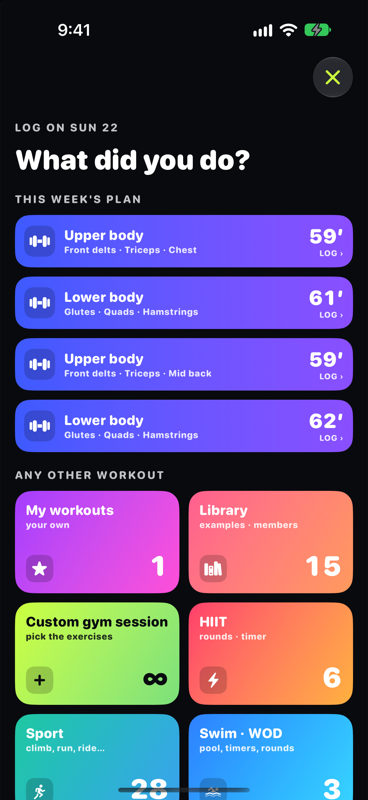 9:41
LOG ON SUN 22
What did you do?
THIS WEEK'S PLAN
Upper body
Front delts · Triceps · Chest
59′
LOG ›
Lower body
Glutes · Quads · Hamstrings
61′
LOG ›
Upper body
Front delts · Triceps · Mid back
59′
LOG ›
Lower body
Glutes · Quads · Hamstrings
62′
LOG ›
ANY OTHER WORKOUT
My workouts
your own
1
Library
examples · members
15
Custom gym session
pick the exercises
∞
HIIT
rounds · timer
6
Sport
climb, run, ride...
28
Swim · WOD
pool, timers, rounds
3